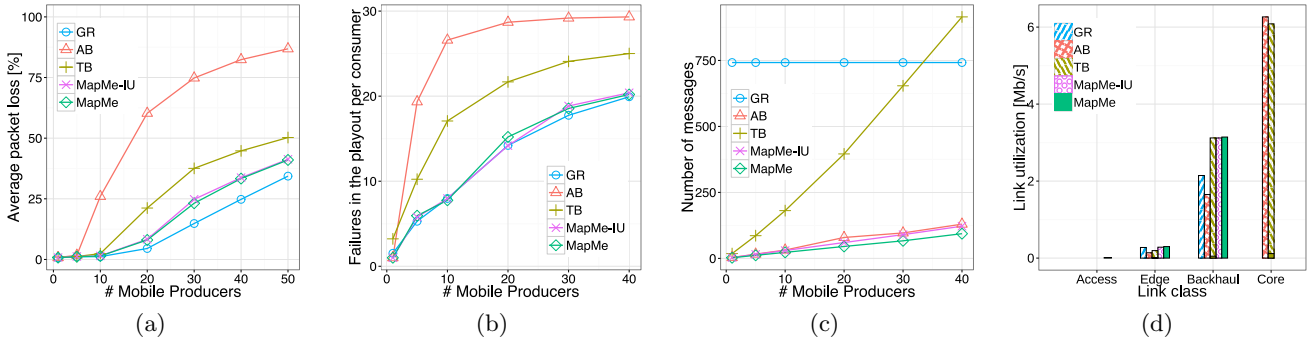 Average packet loss [%]
100
75
50
25
0
GR
AB
TB
MapMe-IU
MapMe
0 10 20 30 40 50
# Mobile Producers
(a)
Failures in the playout per consumer
30
20
10
0
GR
AB
TB
MapMe-IU
MapMe
0 10 20 30 40
# Mobile Producers
(b)
Number of messages
750
500
250
0
GR
AB
TB
MapMe-IU
MapMe
0 10 20 30 40
# Mobile Producers
(c)
Link utilization [Mb/s]
6
4
2
0
GR
AB
TB
MapMe-IU
MapMe
Access Edge Backhaul Core
Link class
(d)